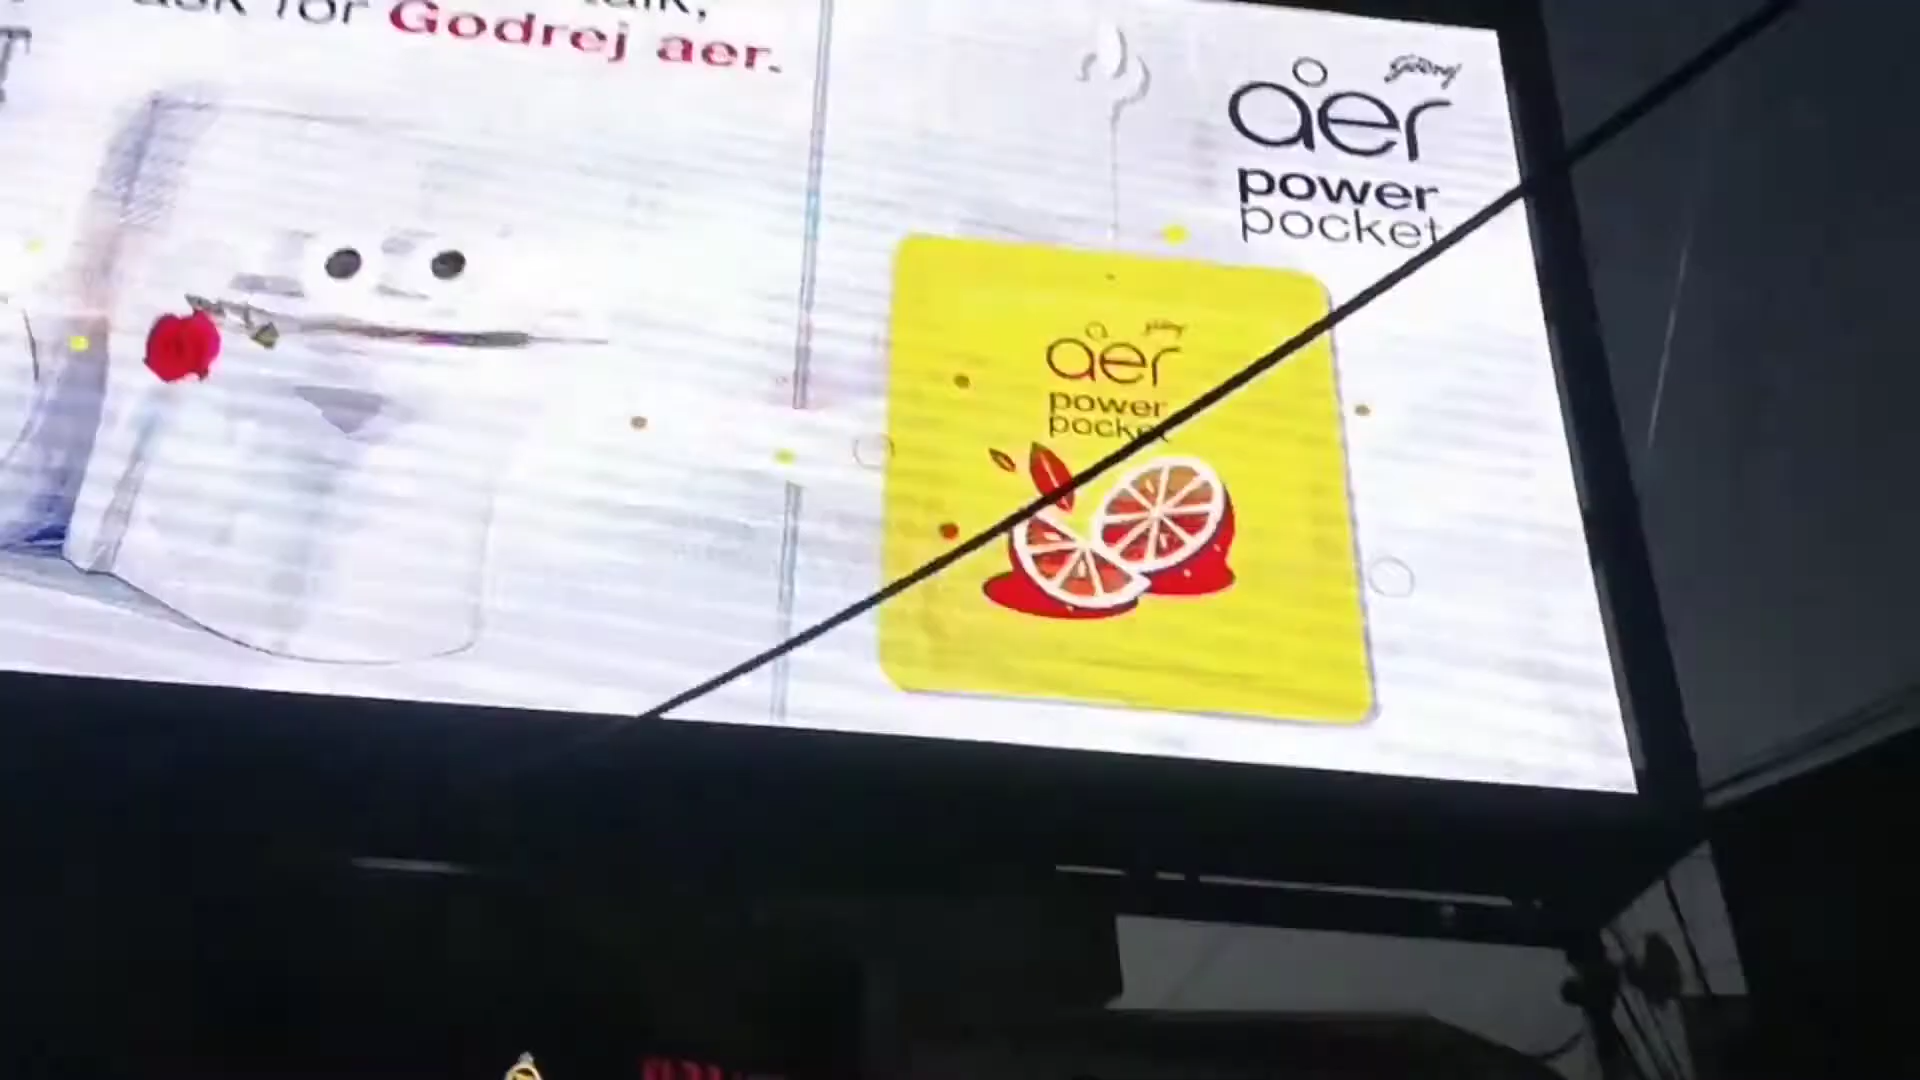 ask for Godrej aer.
Godrej
aer
power
pocket
Godrej
aer
power
pocket